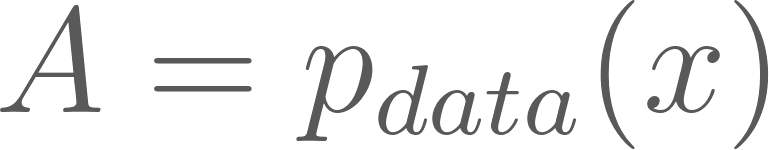 A = p_{data}(x)